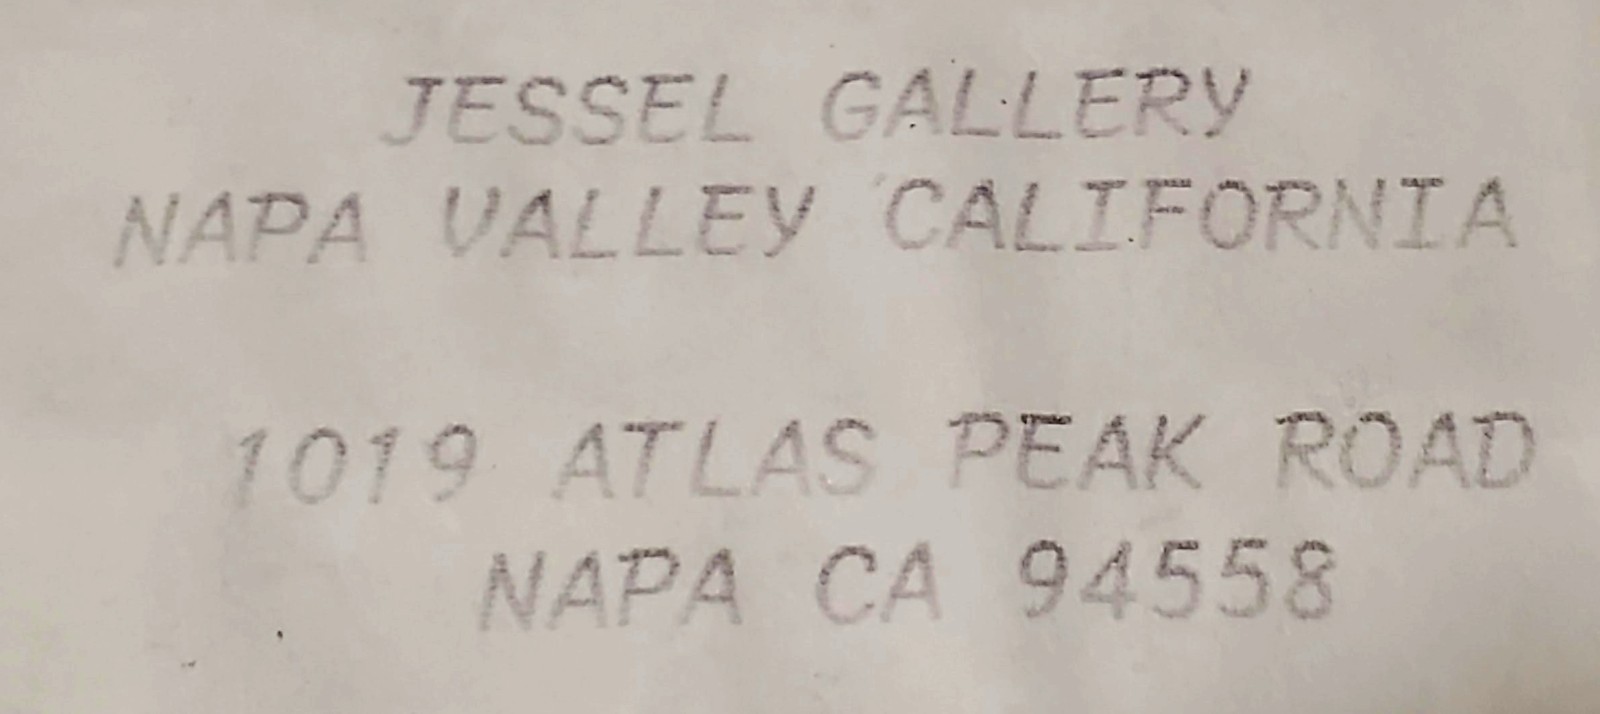 JESSEL GALLERY
NAPA VALLEY CALIFORNIA
1019 ATLAS PEAK ROAD
NAPA CA 94558